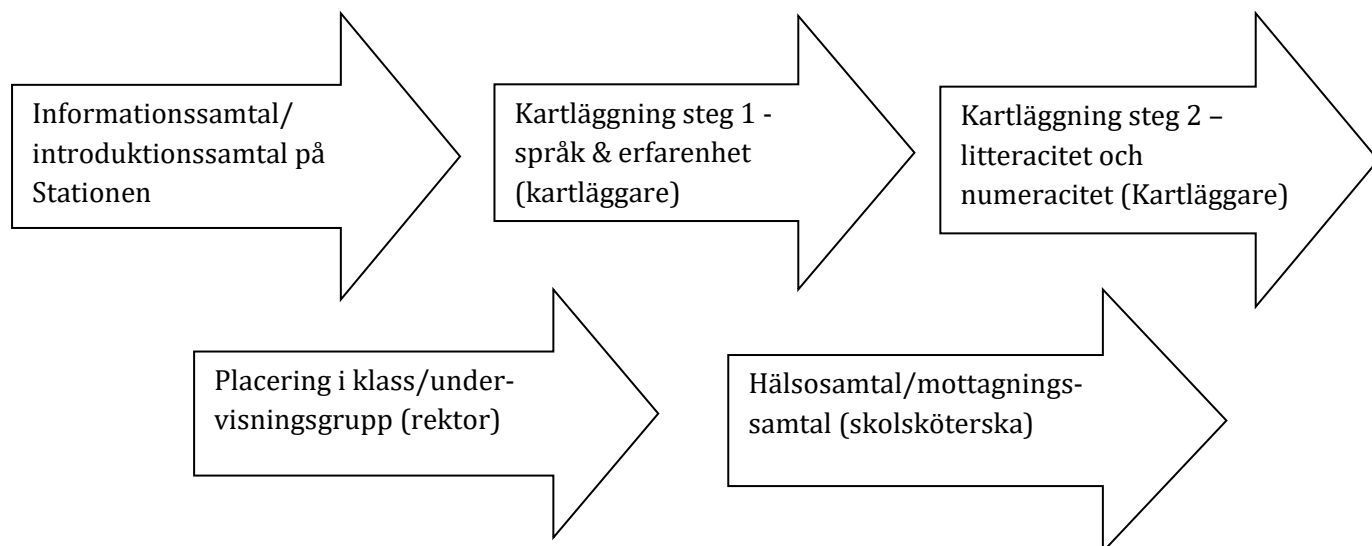 Informationssamtal/
introduktionssamtal på
Stationen
Kartläggning steg 1 -
språk & erfarenhet
(kartläggare)
Kartläggning steg 2 –
litteracitet och
numeracitet (Kartläggare)
Placering i klass/under-
visningsgrupp (rektor)
Hälsosamtal/mottagnings-
samtal (skolsköterska)